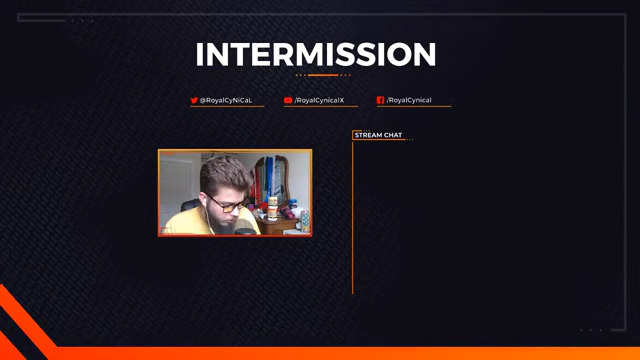 INTERMISSION
@RoyalCyNiCaL
/RoyalCynicalX
/RoyalCynical
STREAM CHAT